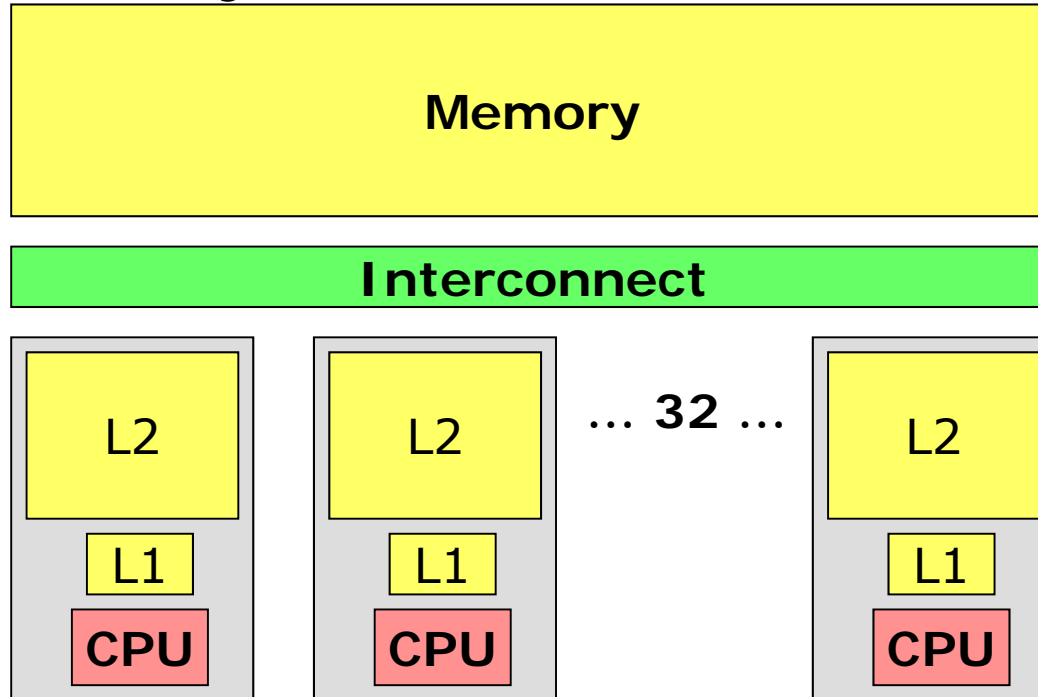 Memory
Interconnect
L2 L2 ... 32 ... L2
L1 L1 L1
CPU CPU CPU